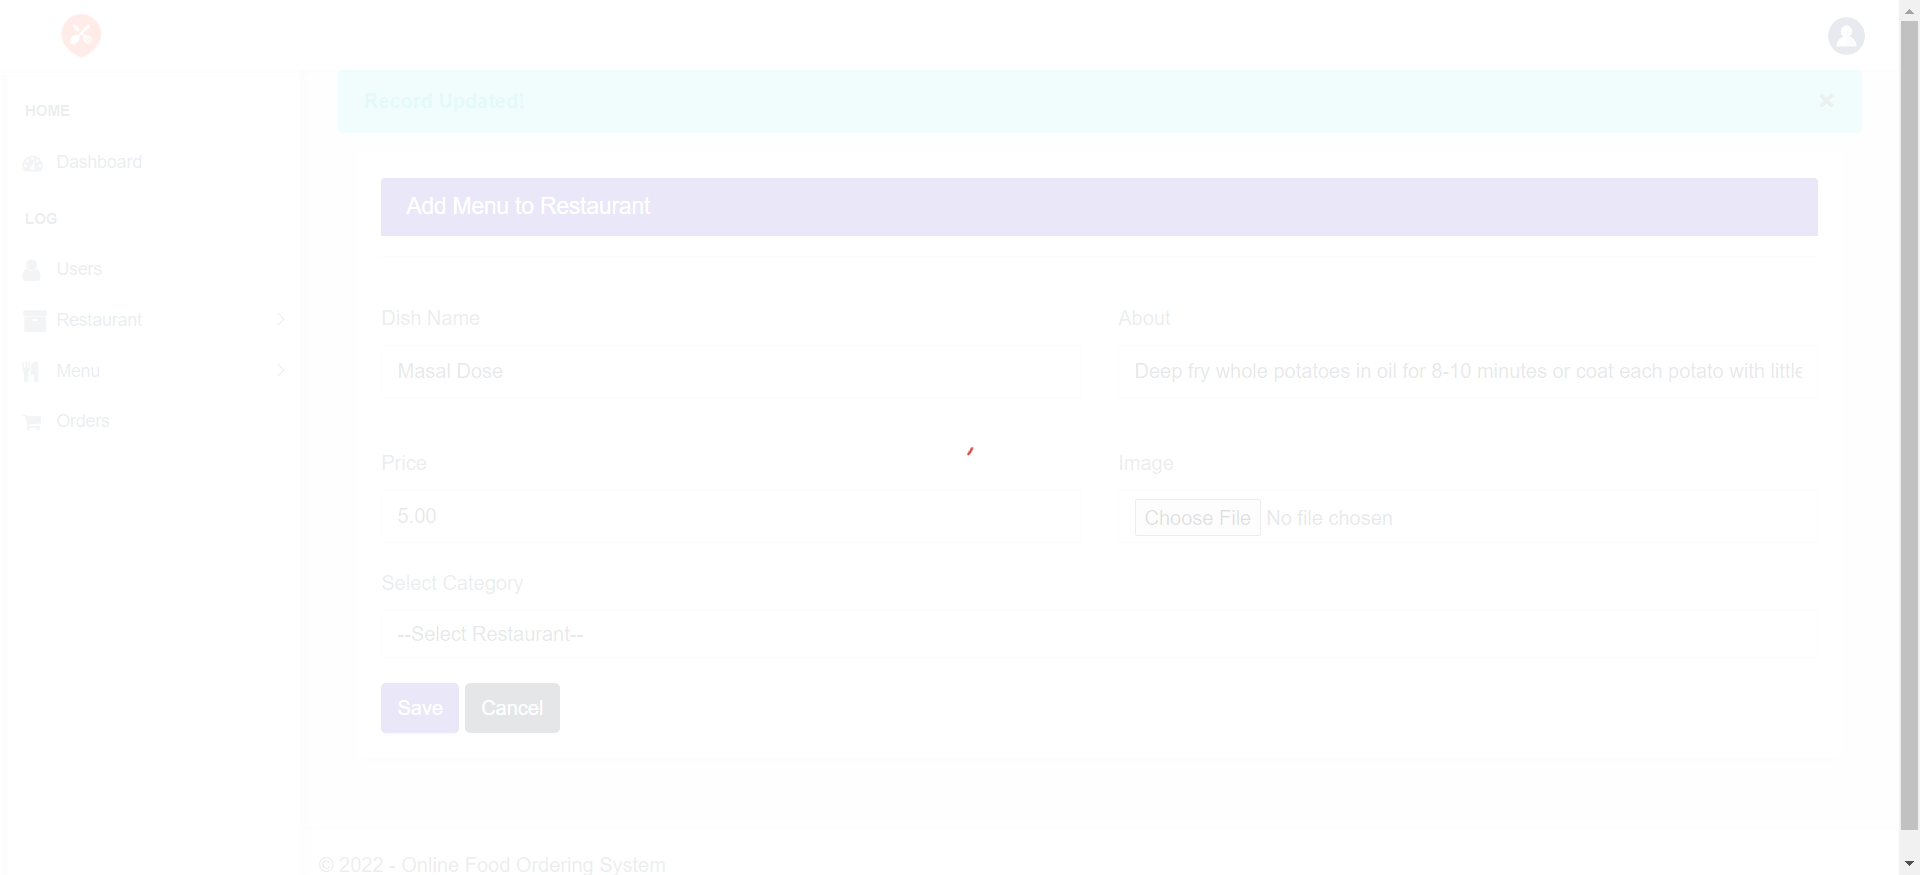 Record Updated!
HOME
Dashboard
LOG
Users
Restaurant
Menu
Orders
Add Menu to Restaurant
Dish Name
About
Masal Dose
Deep fry whole potatoes in oil for 8-10 minutes or coat each potato with little
Price
Image
5.00
Choose File No file chosen
Select Category
--Select Restaurant--
Save Cancel
© 2022 - Online Food Ordering System